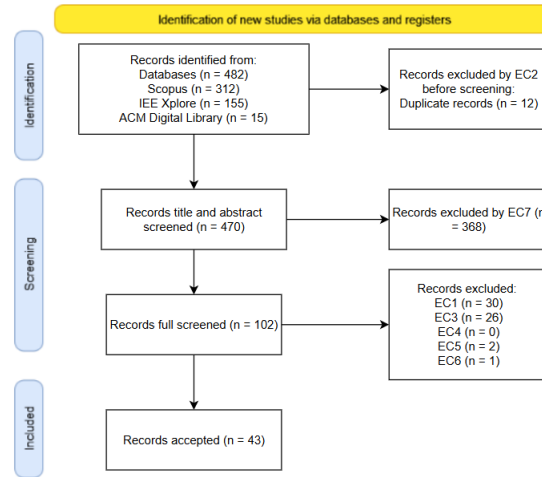 Identification of new studies via databases and registers
Identification
Records identified from:
Databases (n = 482)
Scopus (n = 312)
IEE Xplore (n = 155)
ACM Digital Library (n = 15)
Records excluded by EC2
before screening:
Duplicate records (n = 12)
Screening
Records title and abstract
screened (n = 470)
Records excluded by EC7 (n
= 368)
Records full screened (n = 102)
Records excluded:
EC1 (n = 30)
EC3 (n = 26)
EC4 (n = 0)
EC5 (n = 2)
EC6 (n = 1)
Included
Records accepted (n = 43)